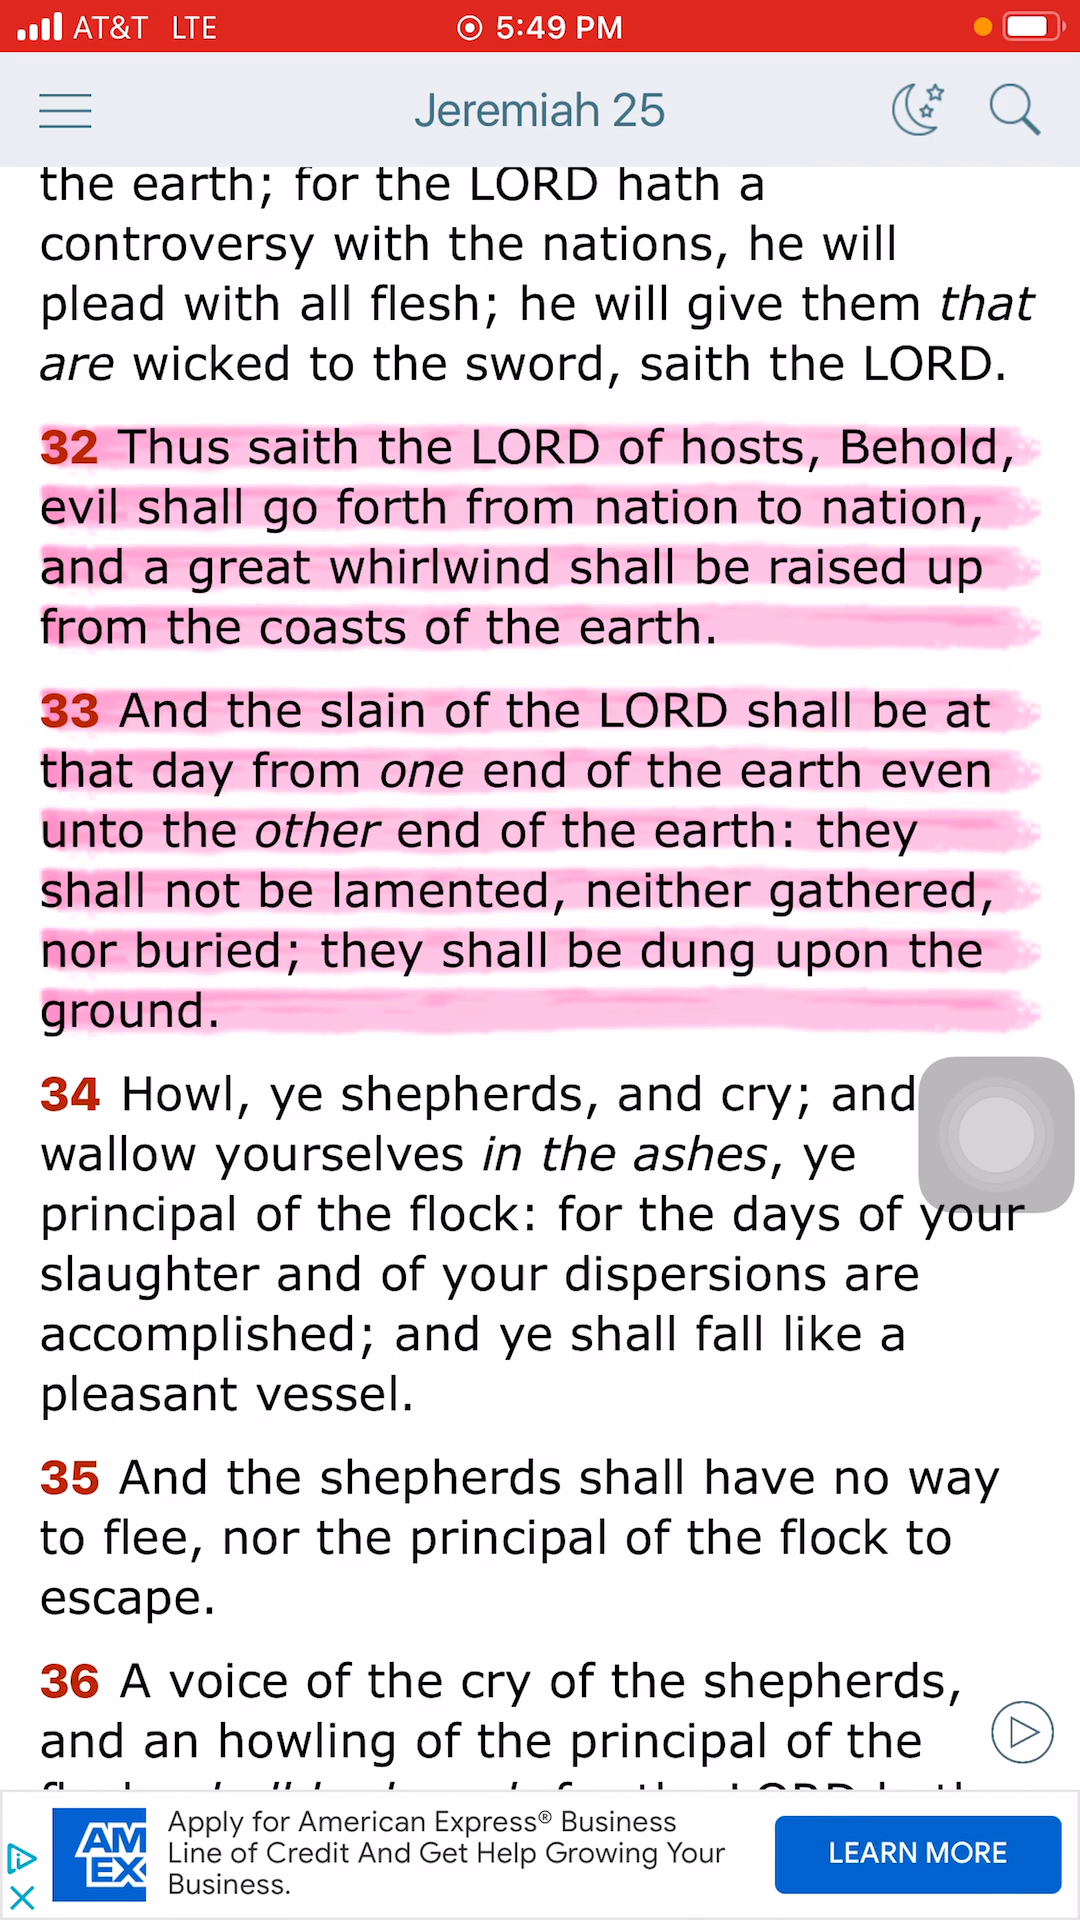 AT&T LTE 5:49 PM
Jeremiah 25
the earth; for the LORD hath a
controversy with the nations, he will
plead with all flesh; he will give them that
are wicked to the sword, saith the LORD.
32 Thus saith the LORD of hosts, Behold,
evil shall go forth from nation to nation,
and a great whirlwind shall be raised up
from the coasts of the earth.
33 And the slain of the LORD shall be at
that day from one end of the earth even
unto the other end of the earth: they
shall not be lamented, neither gathered,
nor buried; they shall be dung upon the
ground.
34 Howl, ye shepherds, and cry; and
wallow yourselves in the ashes, ye
principal of the flock: for the days of your
slaughter and of your dispersions are
accomplished; and ye shall fall like a
pleasant vessel.
35 And the shepherds shall have no way
to flee, nor the principal of the flock to
escape.
36 A voice of the cry of the shepherds,
and an howling of the principal of the
AM
EX
Apply for American Express® Business
Line of Credit And Get Help Growing Your
Business.
LEARN MORE